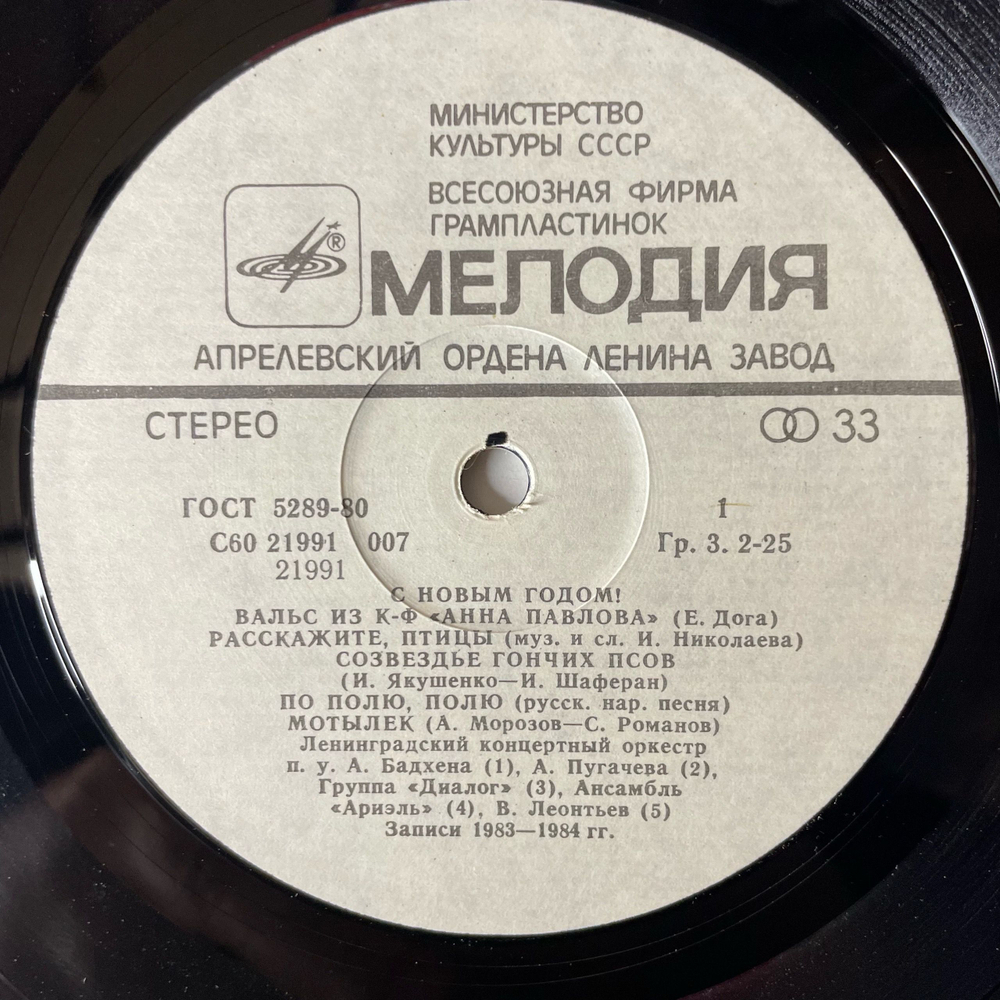 МИНИСТЕРСТВО
КУЛЬТУРЫ СССР
ВСЕСОЮЗНАЯ ФИРМА
ГРАМПЛАСТИНОК
®
МЕЛОДИЯ
АПРЕЛЕВСКИЙ ОРДЕНА ЛЕНИНА ЗАВОД
СТЕРЕО
33
ГОСТ 5289-80
1
С60 21991 007
Гр. 3. 2-25
21991
С НОВЫМ ГОДОМ!
ВАЛЬС ИЗ К-Ф «АННА ПАВЛОВА» (Е. Дога)
РАССКАЖИТЕ, ПТИЦЫ (муз. и сл. И. Николаева)
СОЗВЕЗДЬЕ ГОНЧИХ ПСОВ
(И. Якушенко—И. Шаферан)
ПО ПОЛЮ, ПОЛЮ (русск. нар. песня)
МОТЫЛЕК (А. Морозов—С. Романов)
Ленинградский концертный оркестр
п. у. А. Бадхена (1), А. Пугачева (2),
Группа «Диалог» (3), Ансамбль
«Ариэль» (4), В. Леонтьев (5)
Записи 1983—1984 гг.